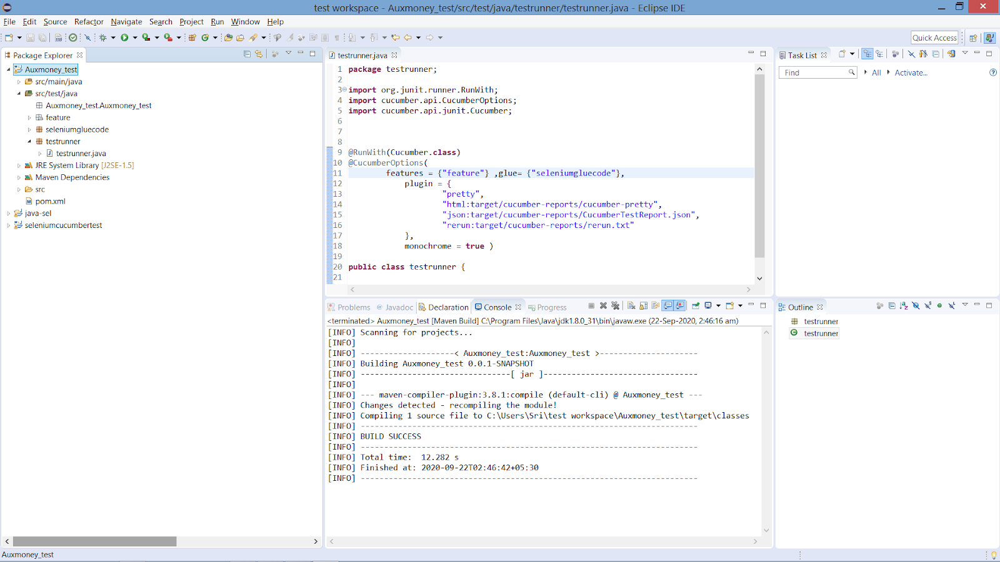 test workspace - Auxmoney_test/src/test/java/testrunner/testrunner.java - Eclipse IDE
File Edit Source Refactor Navigate Search Project Run Window Help
Quick Access
Package Explorer
Auxmoney_test
src/main/java
src/test/java
Auxmoney_test.Auxmoney_test
feature
seleniumgluecode
testrunner
testrunner.java
JRE System Library [J2SE-1.5]
Maven Dependencies
src
pom.xml
java-sel
seleniumcucumbertest
testrunner.java
1 package testrunner;
2
3 import org.junit.runner.RunWith;
4 import cucumber.api.CucumberOptions;
5 import cucumber.api.junit.Cucumber;
6
7
8
9 @RunWith(Cucumber.class)
10 @CucumberOptions(
11 features = {"feature"} ,glue= {"seleniumgluecode"},
12 plugin = {
13 "pretty",
14 "html:target/cucumber-reports/cucumber-pretty",
15 "json:target/cucumber-reports/CucumberTestReport.json",
16 "rerun:target/cucumber-reports/rerun.txt"
17 },
18 monochrome = true )
19
20 public class testrunner {
21
Task List
Find All Activate...
Problems Javadoc Declaration Console Progress
<terminated> Auxmoney_test [Maven Build] C:\Program Files\Java\jdk1.8.0_31\bin\javaw.exe (22-Sep-2020, 2:46:16 am)
[INFO] Scanning for projects...
[INFO]
[INFO] --------------------< Auxmoney_test:Auxmoney_test >---------------------
[INFO] Building Auxmoney_test 0.0.1-SNAPSHOT
[INFO] --------------------------------[ jar ]---------------------------------
[INFO]
[INFO] --- maven-compiler-plugin:3.8.1:compile (default-cli) @ Auxmoney_test ---
[INFO] Changes detected - recompiling the module!
[INFO] Compiling 1 source file to C:\Users\Sri\test workspace\Auxmoney_test\target\classes
[INFO] ------------------------------------------------------------------------
[INFO] BUILD SUCCESS
[INFO] ------------------------------------------------------------------------
[INFO] Total time:  12.282 s
[INFO] Finished at: 2020-09-22T02:46:42+05:30
[INFO] ------------------------------------------------------------------------
Outline
testrunner
testrunner
Auxmoney_test